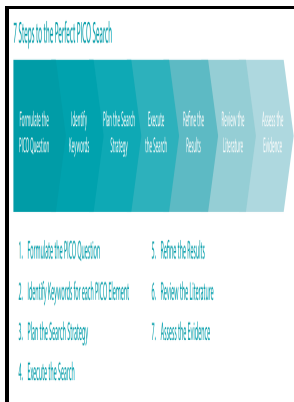 7 Steps to the Perfect PICO Search
Formulate the
PICO Question
Identify
Keywords
Plan the Search
Strategy
Execute
the Search
Refine the
Results
Review the
Literature
Assess the
Evidence
1. Formulate the PICO Question
2. Identify Keywords for each PICO Element
3. Plan the Search Strategy
4. Execute the Search
5. Refine the Results
6. Review the Literature
7. Assess the Evidence